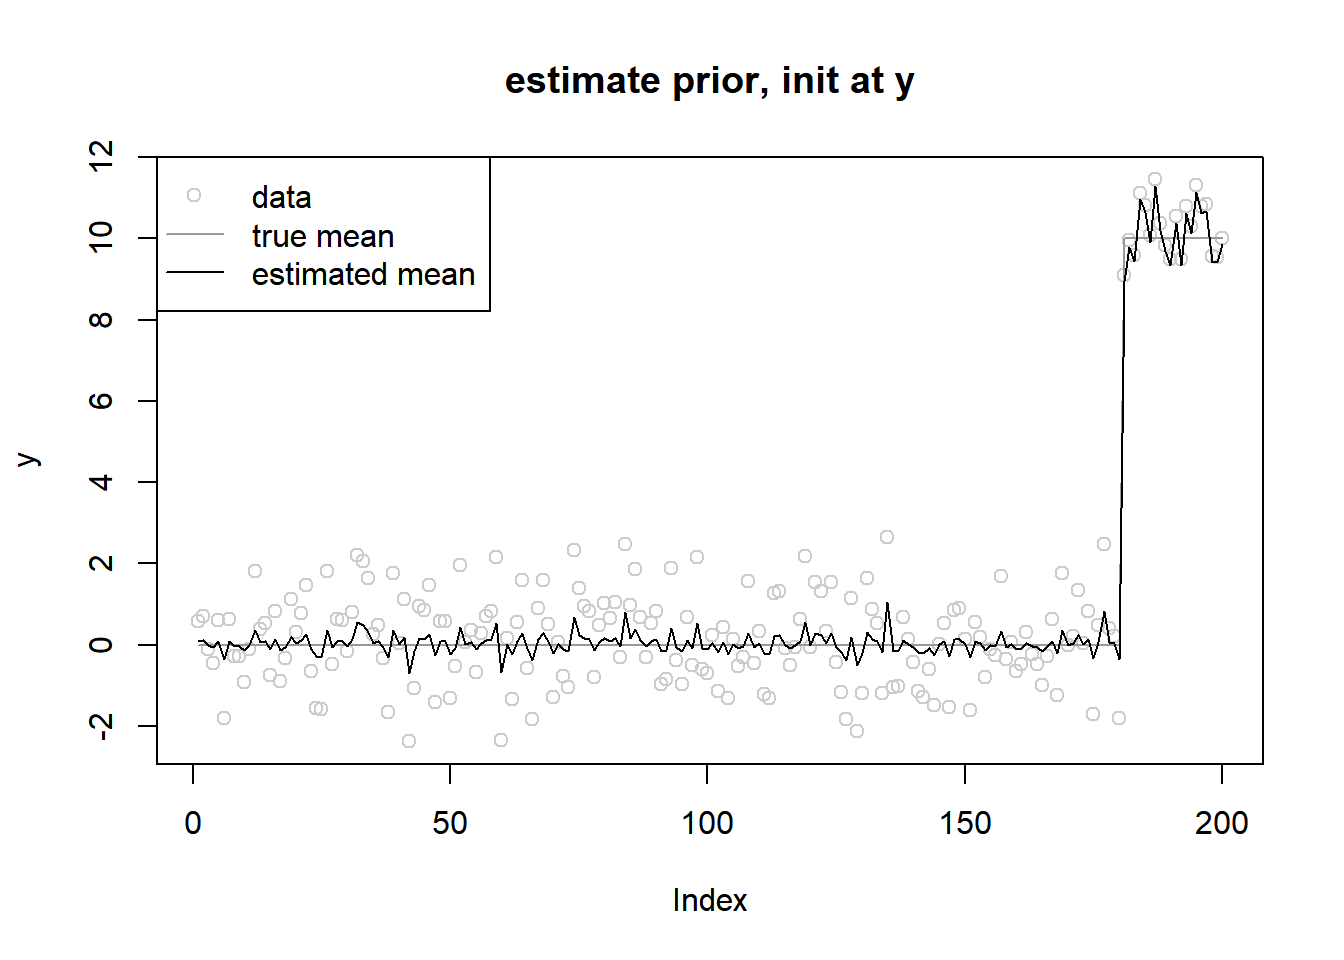 estimate prior, init at y
data
true mean
estimated mean
12
10
8
6
4
2
0
-2
y
0 50 100 150 200
Index